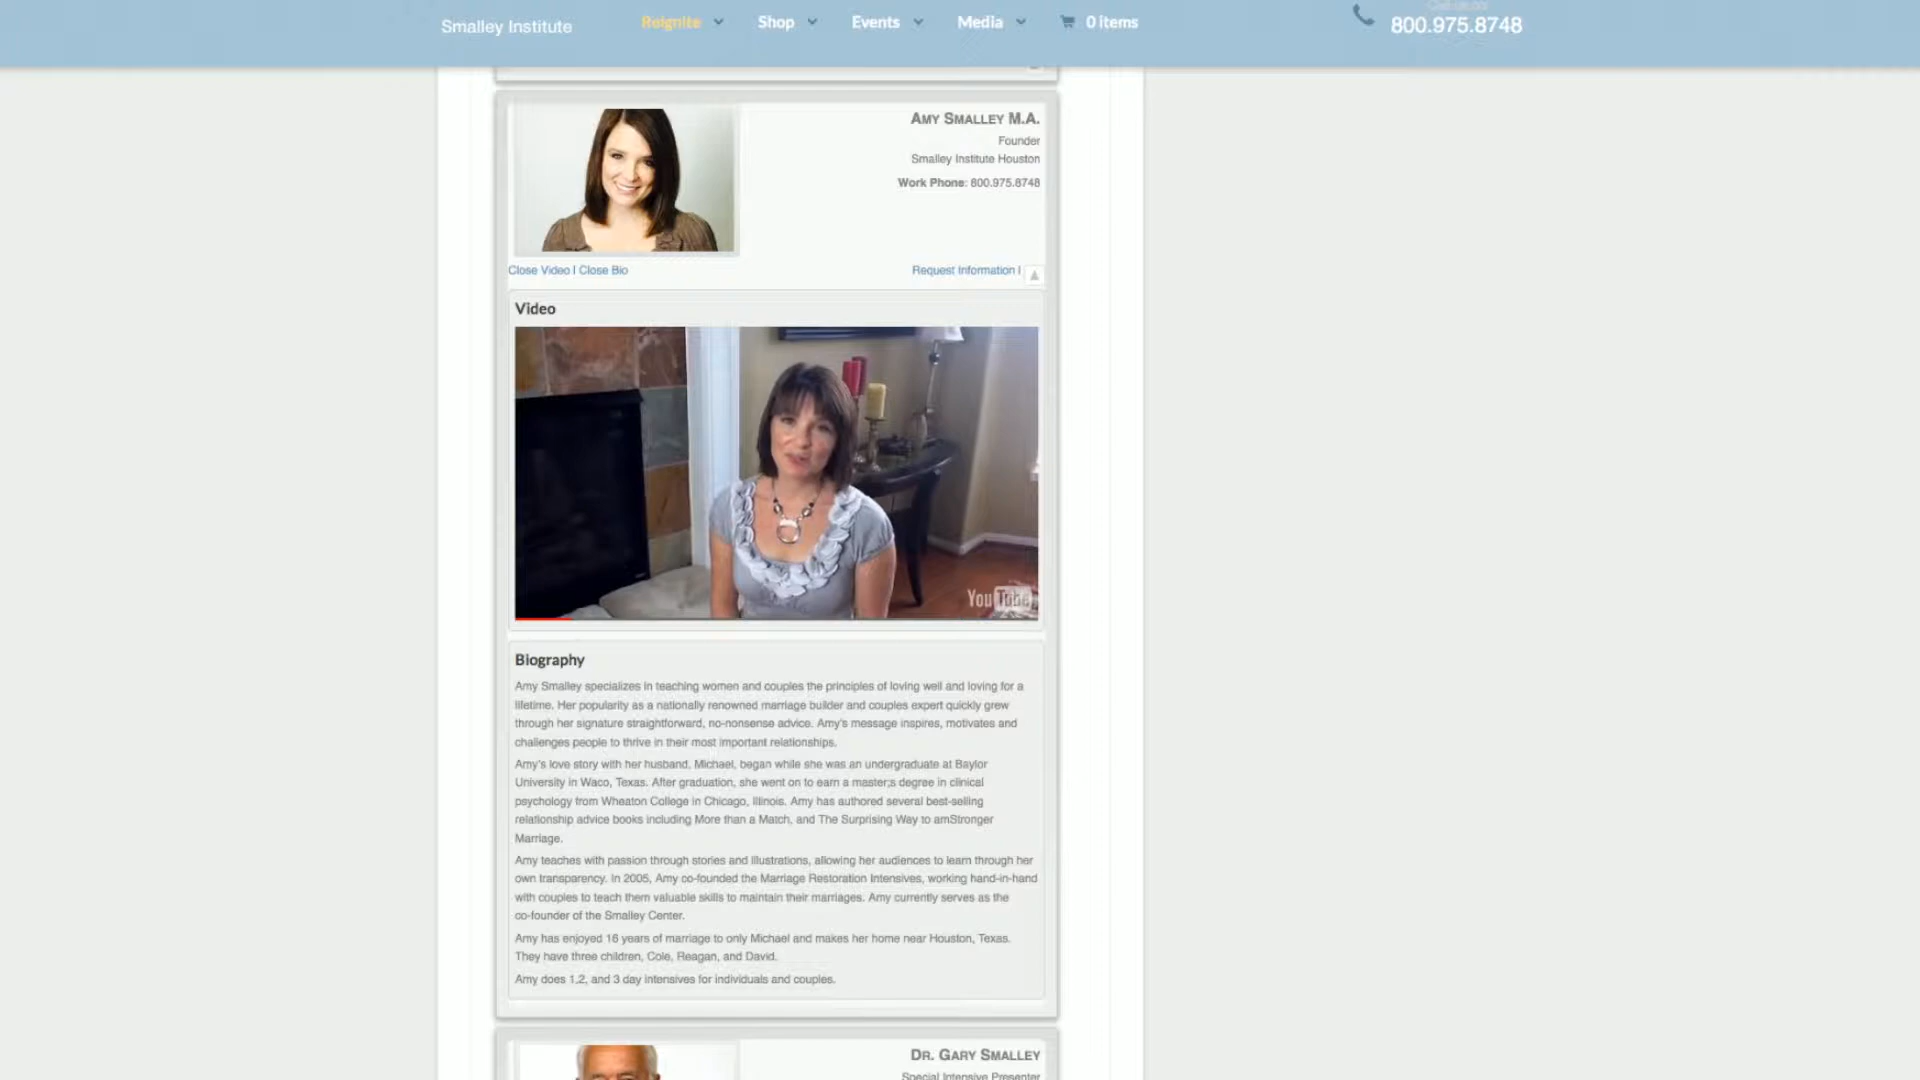 Smalley Institute
Reignite
Shop
Events
Media
0 items
800.975.8748
AMY SMALLEY M.A.
Founder
Smalley Institute Houston
Work Phone: 800.975.8748
Close Video | Close Bio
Request Information |
Video
YouTube
Biography
Amy Smalley specializes in teaching women and couples the principles of loving well and loving for a
lifetime. Her popularity as a nationally renowned marriage builder and couples expert quickly grew
through her signature straightforward, no-nonsense advice. Amy's message inspires, motivates and
challenges people to thrive in their most important relationships.
Amy's love story with her husband, Michael, began while she was an undergraduate at Baylor
University in Waco, Texas. After graduation, she went on to earn a master;s degree in clinical
psychology from Wheaton College in Chicago, Illinois. Amy has authored several best-selling
relationship advice books including More than a Match, and The Surprising Way to amStronger
Marriage.
Amy teaches with passion through stories and illustrations, allowing her audiences to learn through her
own transparency. In 2005, Amy co-founded the Marriage Restoration Intensives, working hand-in-hand
with couples to teach them valuable skills to maintain their marriages. Amy currently serves as the
co-founder of the Smalley Center.
Amy has enjoyed 16 years of marriage to only Michael and makes her home near Houston, Texas.
They have three children, Cole, Reagan, and David.
Amy does 1,2, and 3 day intensives for individuals and couples.
DR. GARY SMALLEY
Special Intensive Presenter